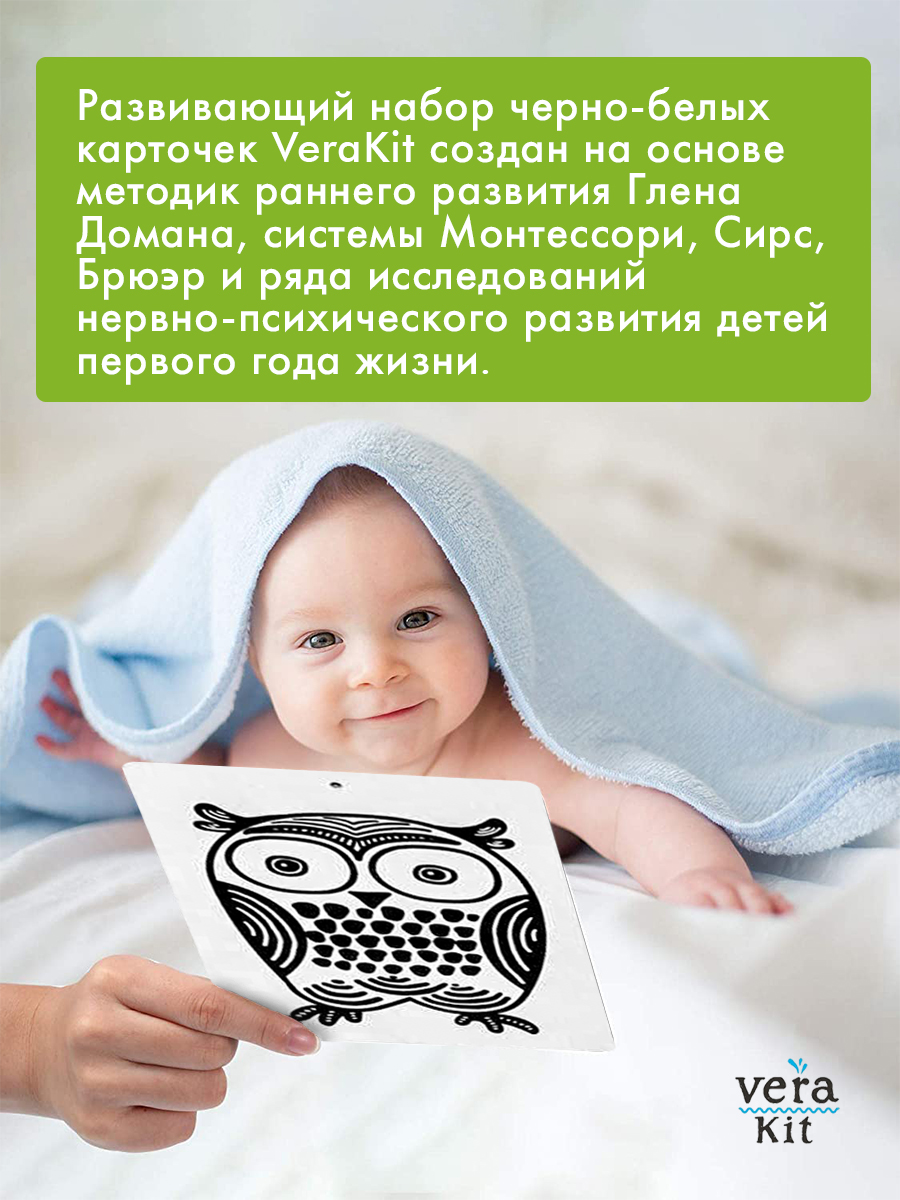 Развивающий набор черно-белых
карточек VeraKit создан на основе
методик раннего развития Глена
Домана, системы Монтессори, Сирс,
Брюэр и ряда исследований
нервно-психического развития детей
первого года жизни.
vera
Kit